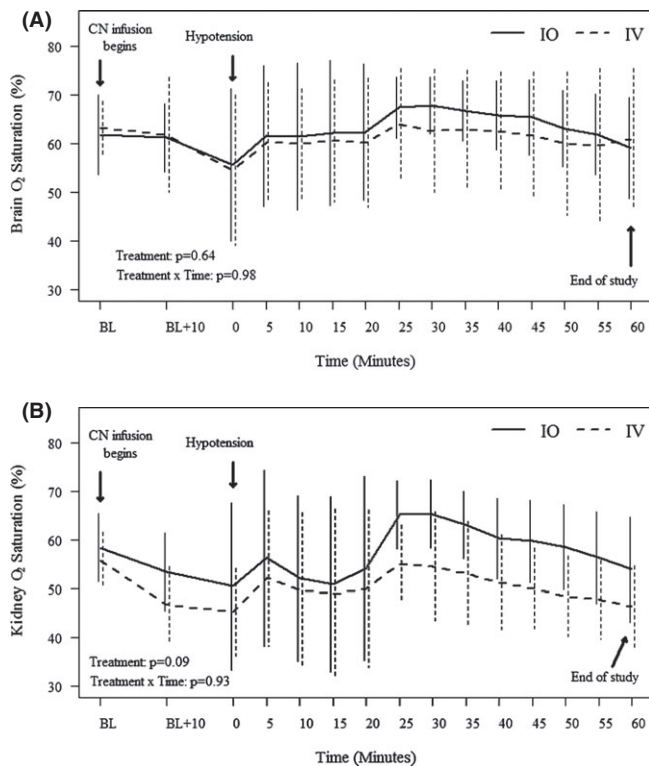 (A)
CN infusion
begins
Hypotension
IO IV
Brain O₂ Saturation (%)
80
70
60
50
40
30
Treatment: p=0.64
Treatment x Time: p=0.98
End of study
BL BL+10 0 5 10 15 20 25 30 35 40 45 50 55 60
Time (Minutes)
(B)
CN infusion
begins
Hypotension
IO IV
Kidney O₂ Saturation (%)
80
70
60
50
40
30
Treatment: p=0.09
Treatment x Time: p=0.93
End of study
BL BL+10 0 5 10 15 20 25 30 35 40 45 50 55 60
Time (Minutes)